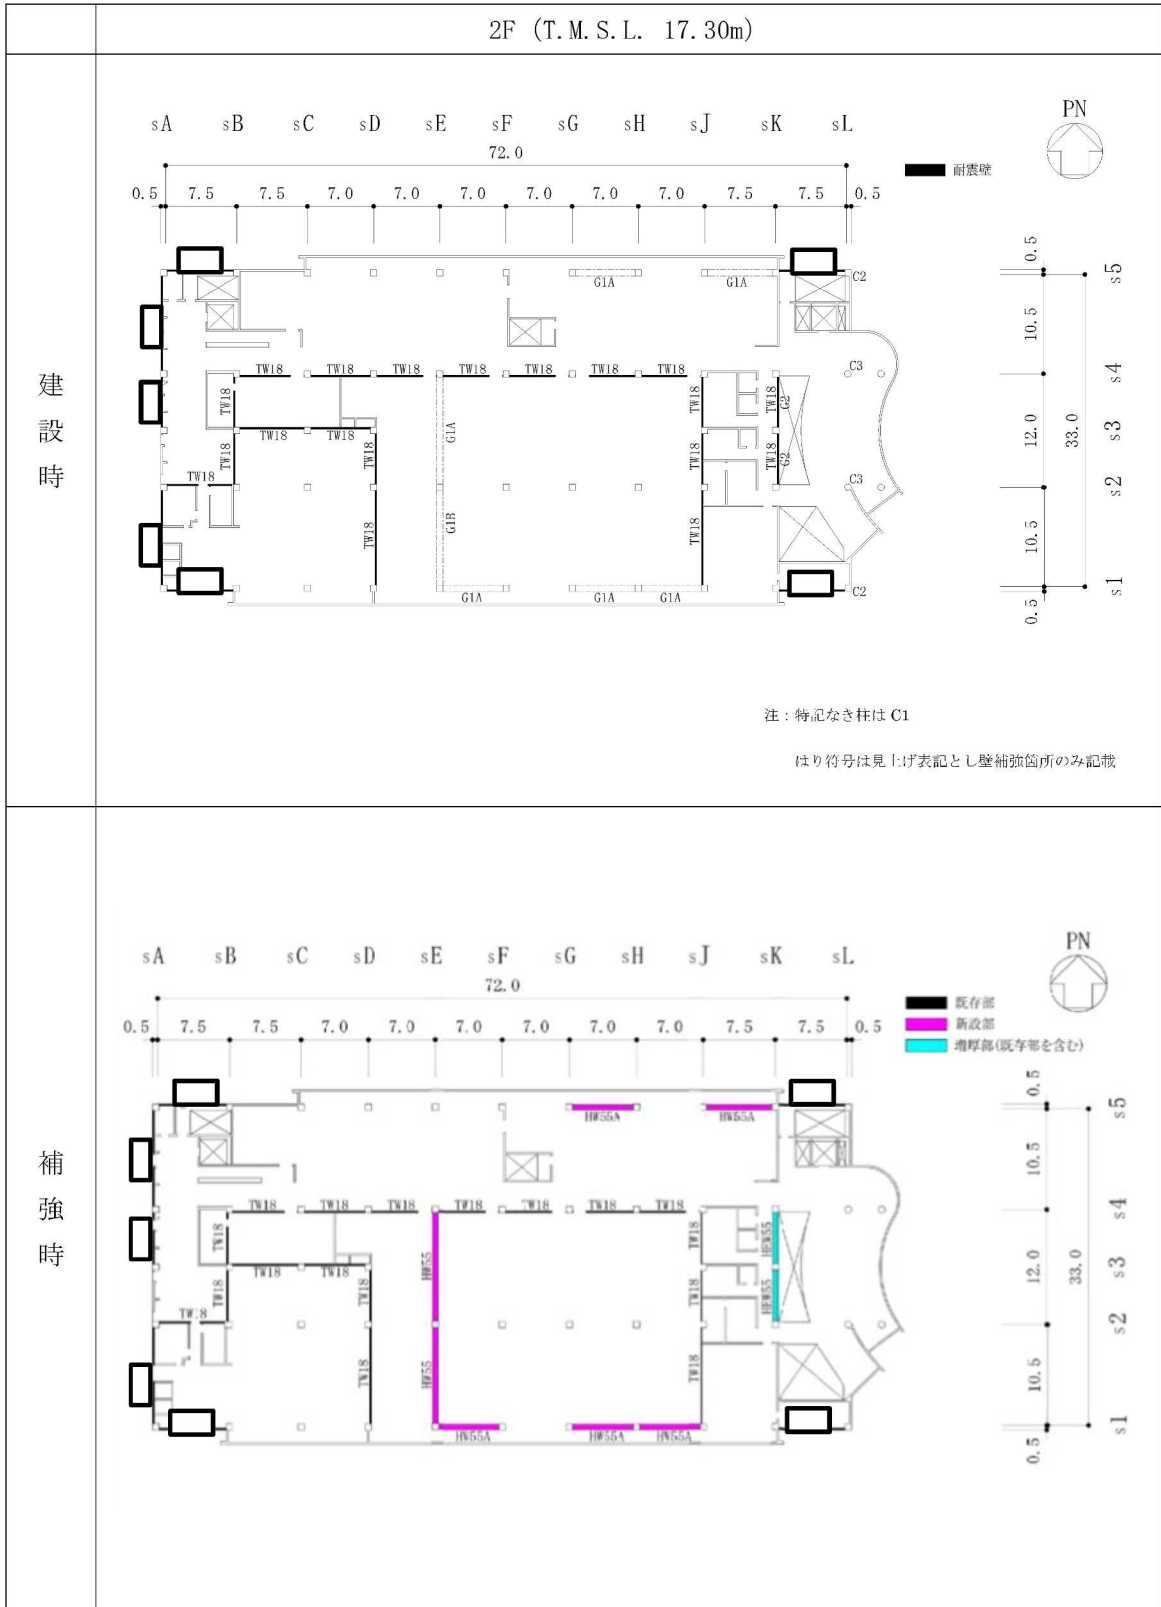 2F (T.M.S.L. 17.30m)
建設時
sA sB sC sD sE sF sG sH sJ sK sL
PN
72.0
耐震壁
0.5 7.5 7.5 7.0 7.0 7.0 7.0 7.0 7.0 7.5 7.5 0.5
0.5
s5
C2
G1A G1A
10.5
TW18 TW18 TW18 TW18 TW18 TW18 TW18
C3
s4
TW18 G1A TW18 TW18 G2
12.0 33.0
TW18 TW18
s3
TW18 TW18 TW18 G2
TW18
C3
s2
TW18 G1B TW18
10.5
G1A G1A G1A
C2
s1
0.5
注：特記なき柱は C1
はり符号は見上げ表記とし壁補強箇所のみ記載
補強時
sA sB sC sD sE sF sG sH sJ sK sL
PN
72.0
既存部
新設部
増厚部(既存部を含む)
0.5 7.5 7.5 7.0 7.0 7.0 7.0 7.0 7.0 7.5 7.5 0.5
0.5
s5
HW55A HW55A
10.5
TW18 TW18 TW18 TW18 TW18 TW18 TW18
s4
TW18 HW55 TW18 HEW55
12.0 33.0
TW18 TW18
s3
TW18 TW18 TW18 HEW55
TW18
s2
TW18 HW55 TW18
10.5
HW55A HW55A HW55A
s1
0.5